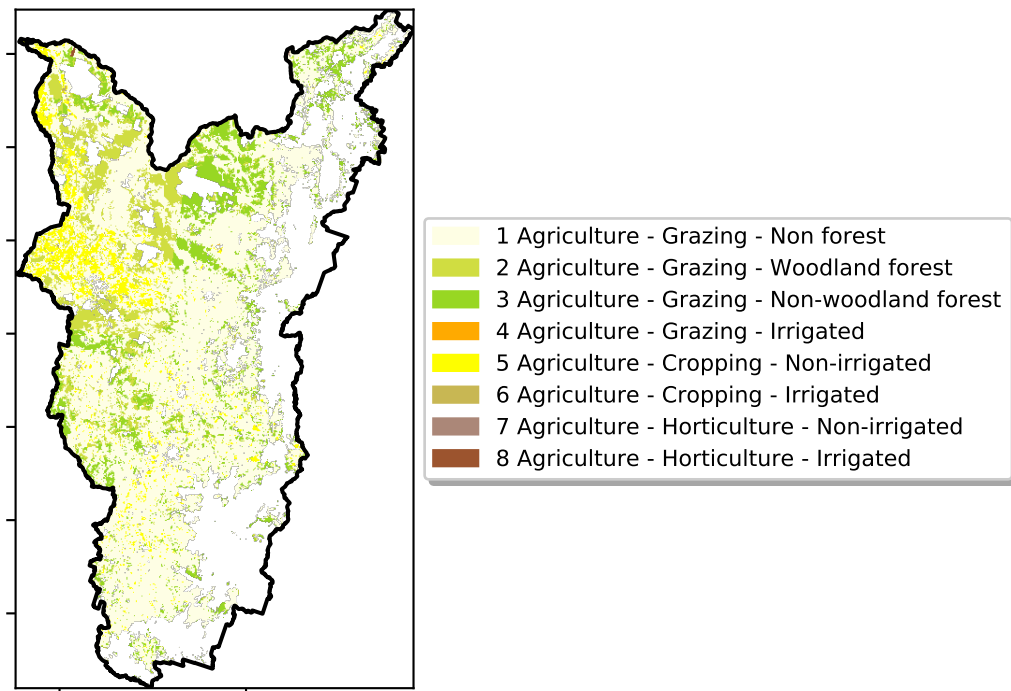 1 Agriculture - Grazing - Non forest
2 Agriculture - Grazing - Woodland forest
3 Agriculture - Grazing - Non-woodland forest
4 Agriculture - Grazing - Irrigated
5 Agriculture - Cropping - Non-irrigated
6 Agriculture - Cropping - Irrigated
7 Agriculture - Horticulture - Non-irrigated
8 Agriculture - Horticulture - Irrigated